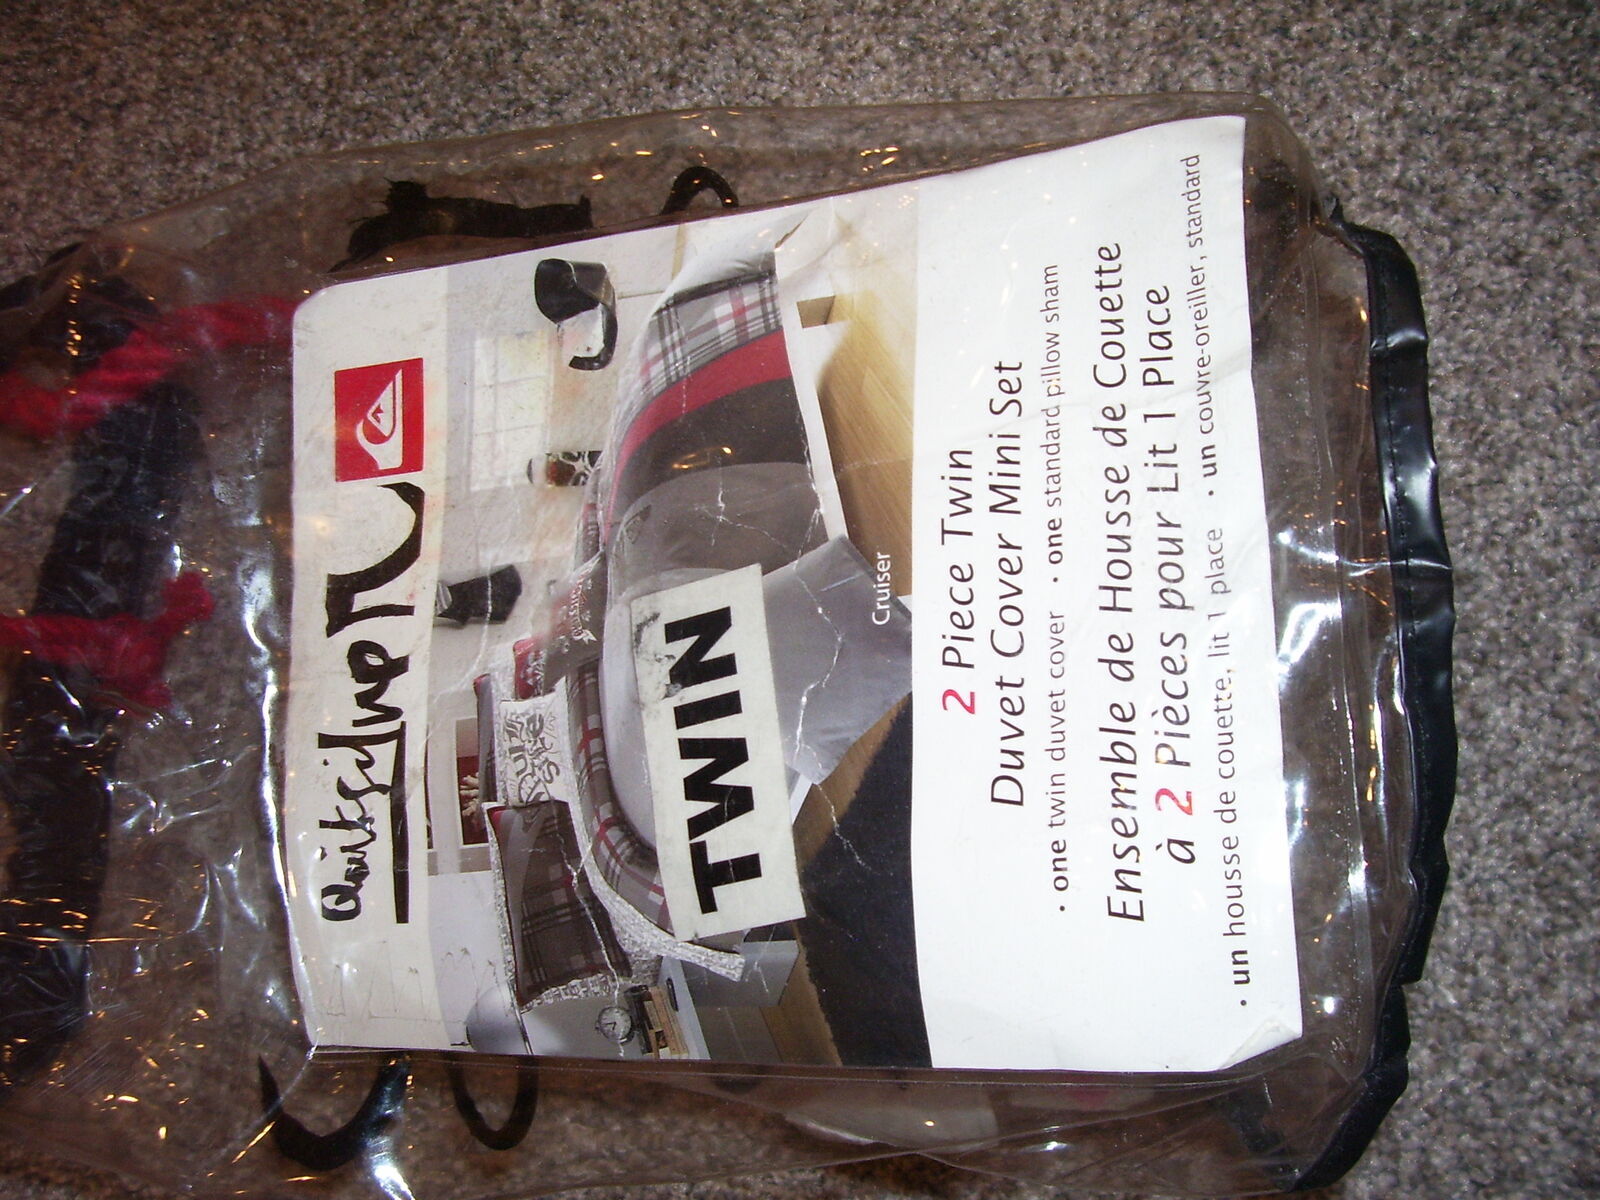 Quiksilver
TWIN
Cruiser
2 Piece Twin
Duvet Cover Mini Set
· one twin duvet cover · one standard pillow sham
Ensemble de Housse de Couette
à 2 Pièces pour Lit 1 Place
· un housse de couette, lit 1 place · un couvre-oreiller, standard